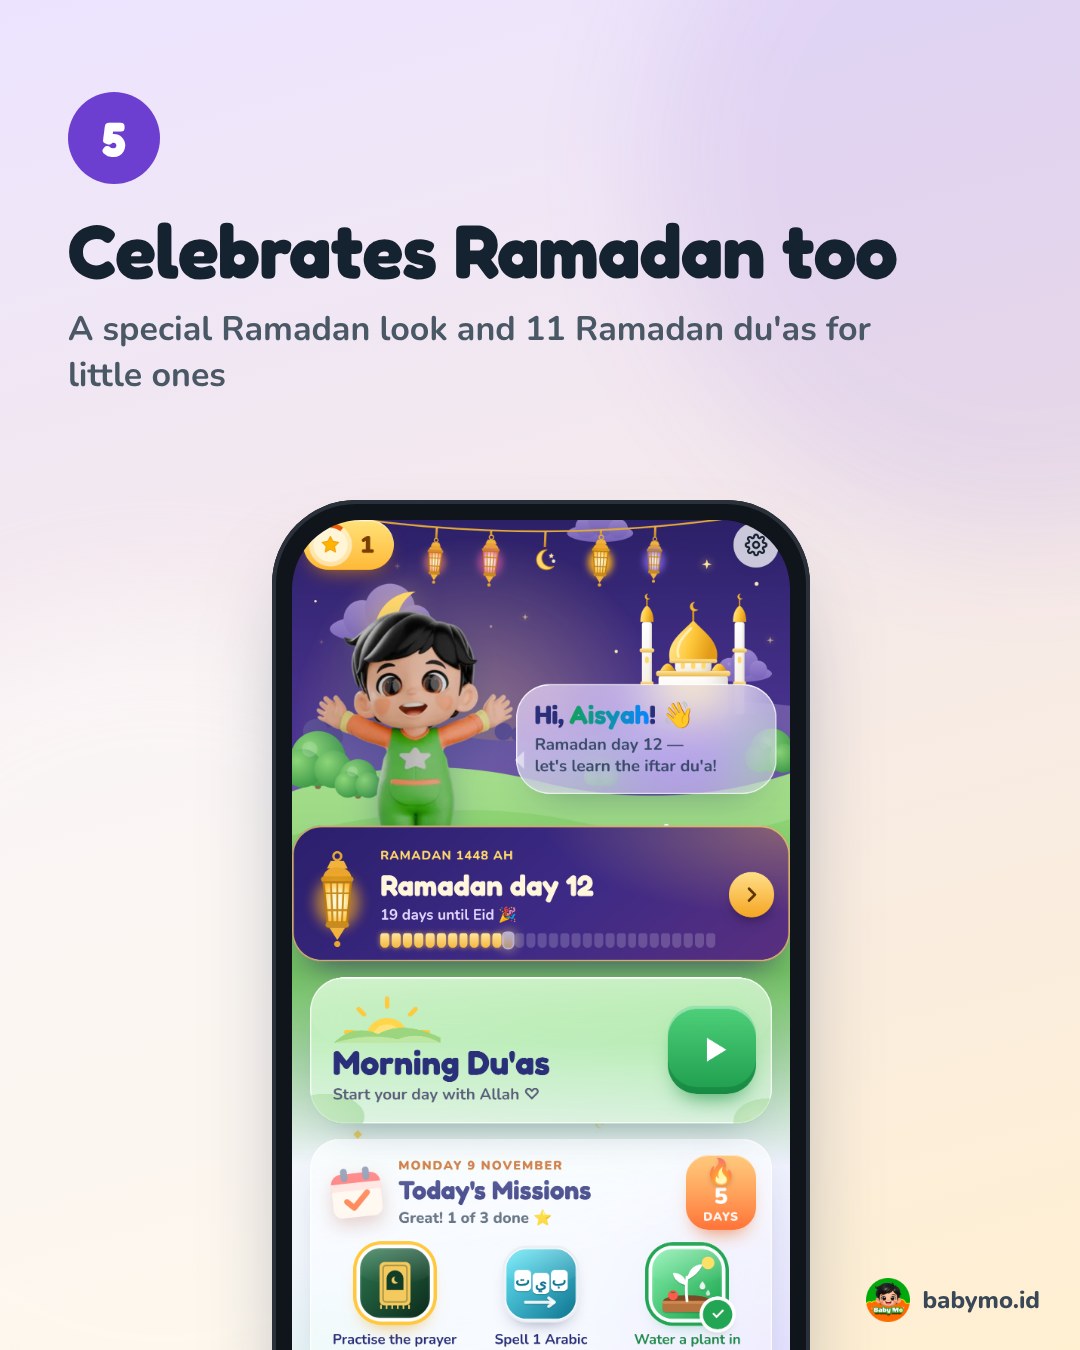 5
Celebrates Ramadan too
A special Ramadan look and 11 Ramadan du'as for
little ones
1
Hi, Aisyah! 👋
Ramadan day 12 —
let's learn the iftar du'a!
RAMADAN 1448 AH
Ramadan day 12
19 days until Eid 🎉
Morning Du'as
Start your day with Allah ♡
MONDAY 9 NOVEMBER
Today's Missions
Great! 1 of 3 done ⭐
5
DAYS
ب ي ت
Practise the prayer
Spell 1 Arabic
Water a plant in
Baby Mo
babymo.id